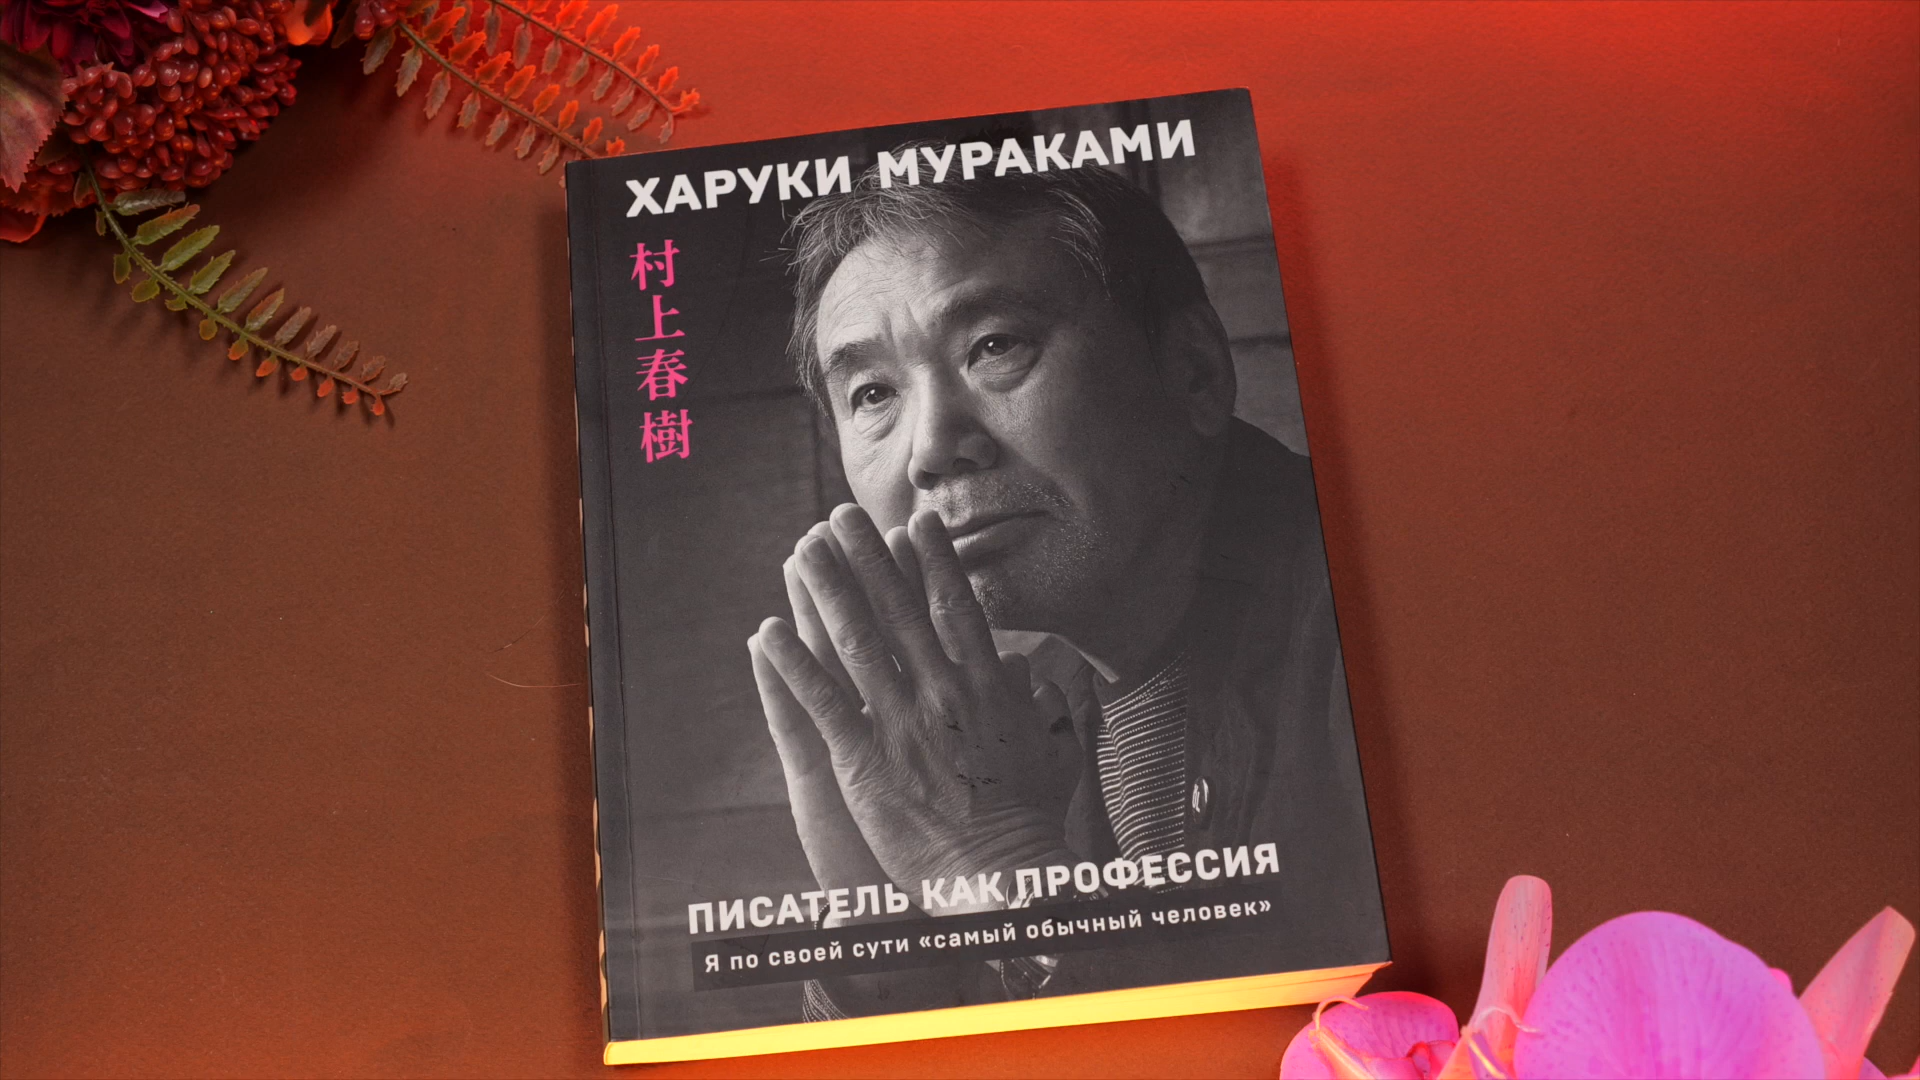 ХАРУКИ МУРАКАМИ
村上春樹
ПИСАТЕЛЬ КАК ПРОФЕССИЯ
Я по своей сути «самый обычный человек»